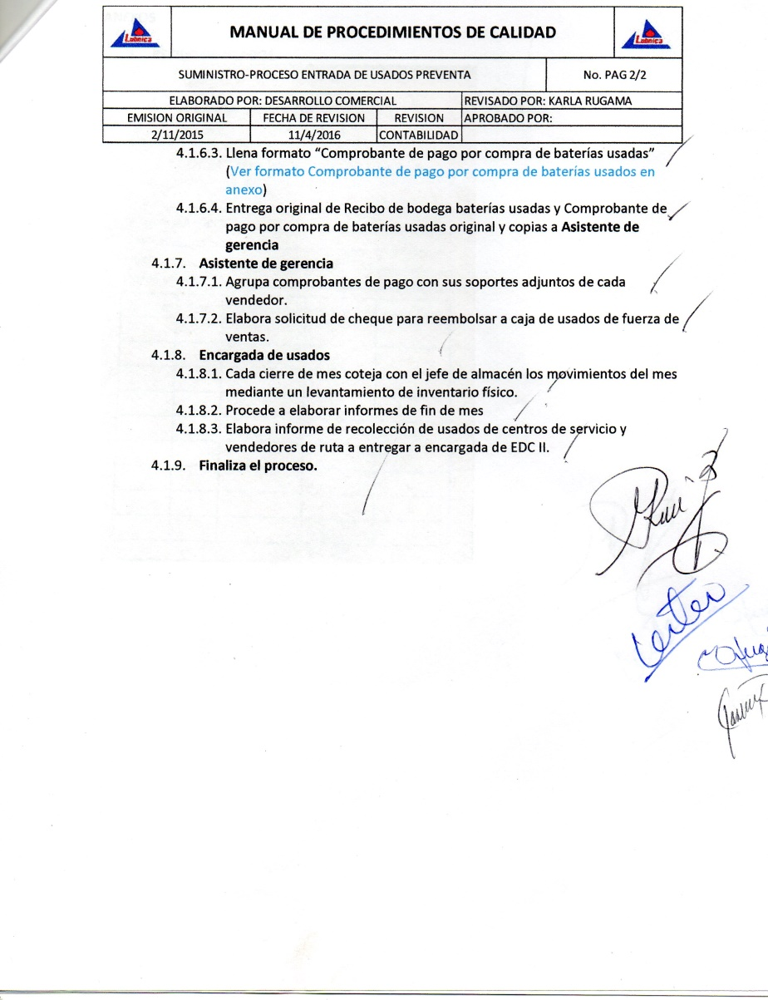 Lubnica
MANUAL DE PROCEDIMIENTOS DE CALIDAD
Lubnica
SUMINISTRO-PROCESO ENTRADA DE USADOS PREVENTA
No. PAG 2/2
ELABORADO POR: DESARROLLO COMERCIAL
REVISADO POR: KARLA RUGAMA
EMISION ORIGINAL
FECHA DE REVISION
REVISION
APROBADO POR:
2/11/2015
11/4/2016
CONTABILIDAD
4.1.6.3. Llena formato “Comprobante de pago por compra de baterías usadas”
(Ver formato Comprobante de pago por compra de baterías usados en
anexo)
4.1.6.4. Entrega original de Recibo de bodega baterías usadas y Comprobante de
pago por compra de baterías usadas original y copias a Asistente de
gerencia
4.1.7. Asistente de gerencia
4.1.7.1. Agrupa comprobantes de pago con sus soportes adjuntos de cada
vendedor.
4.1.7.2. Elabora solicitud de cheque para reembolsar a caja de usados de fuerza de
ventas.
4.1.8. Encargada de usados
4.1.8.1. Cada cierre de mes coteja con el jefe de almacén los movimientos del mes
mediante un levantamiento de inventario físico.
4.1.8.2. Procede a elaborar informes de fin de mes
4.1.8.3. Elabora informe de recolección de usados de centros de servicio y
vendedores de ruta a entregar a encargada de EDC II.
4.1.9. Finaliza el proceso.